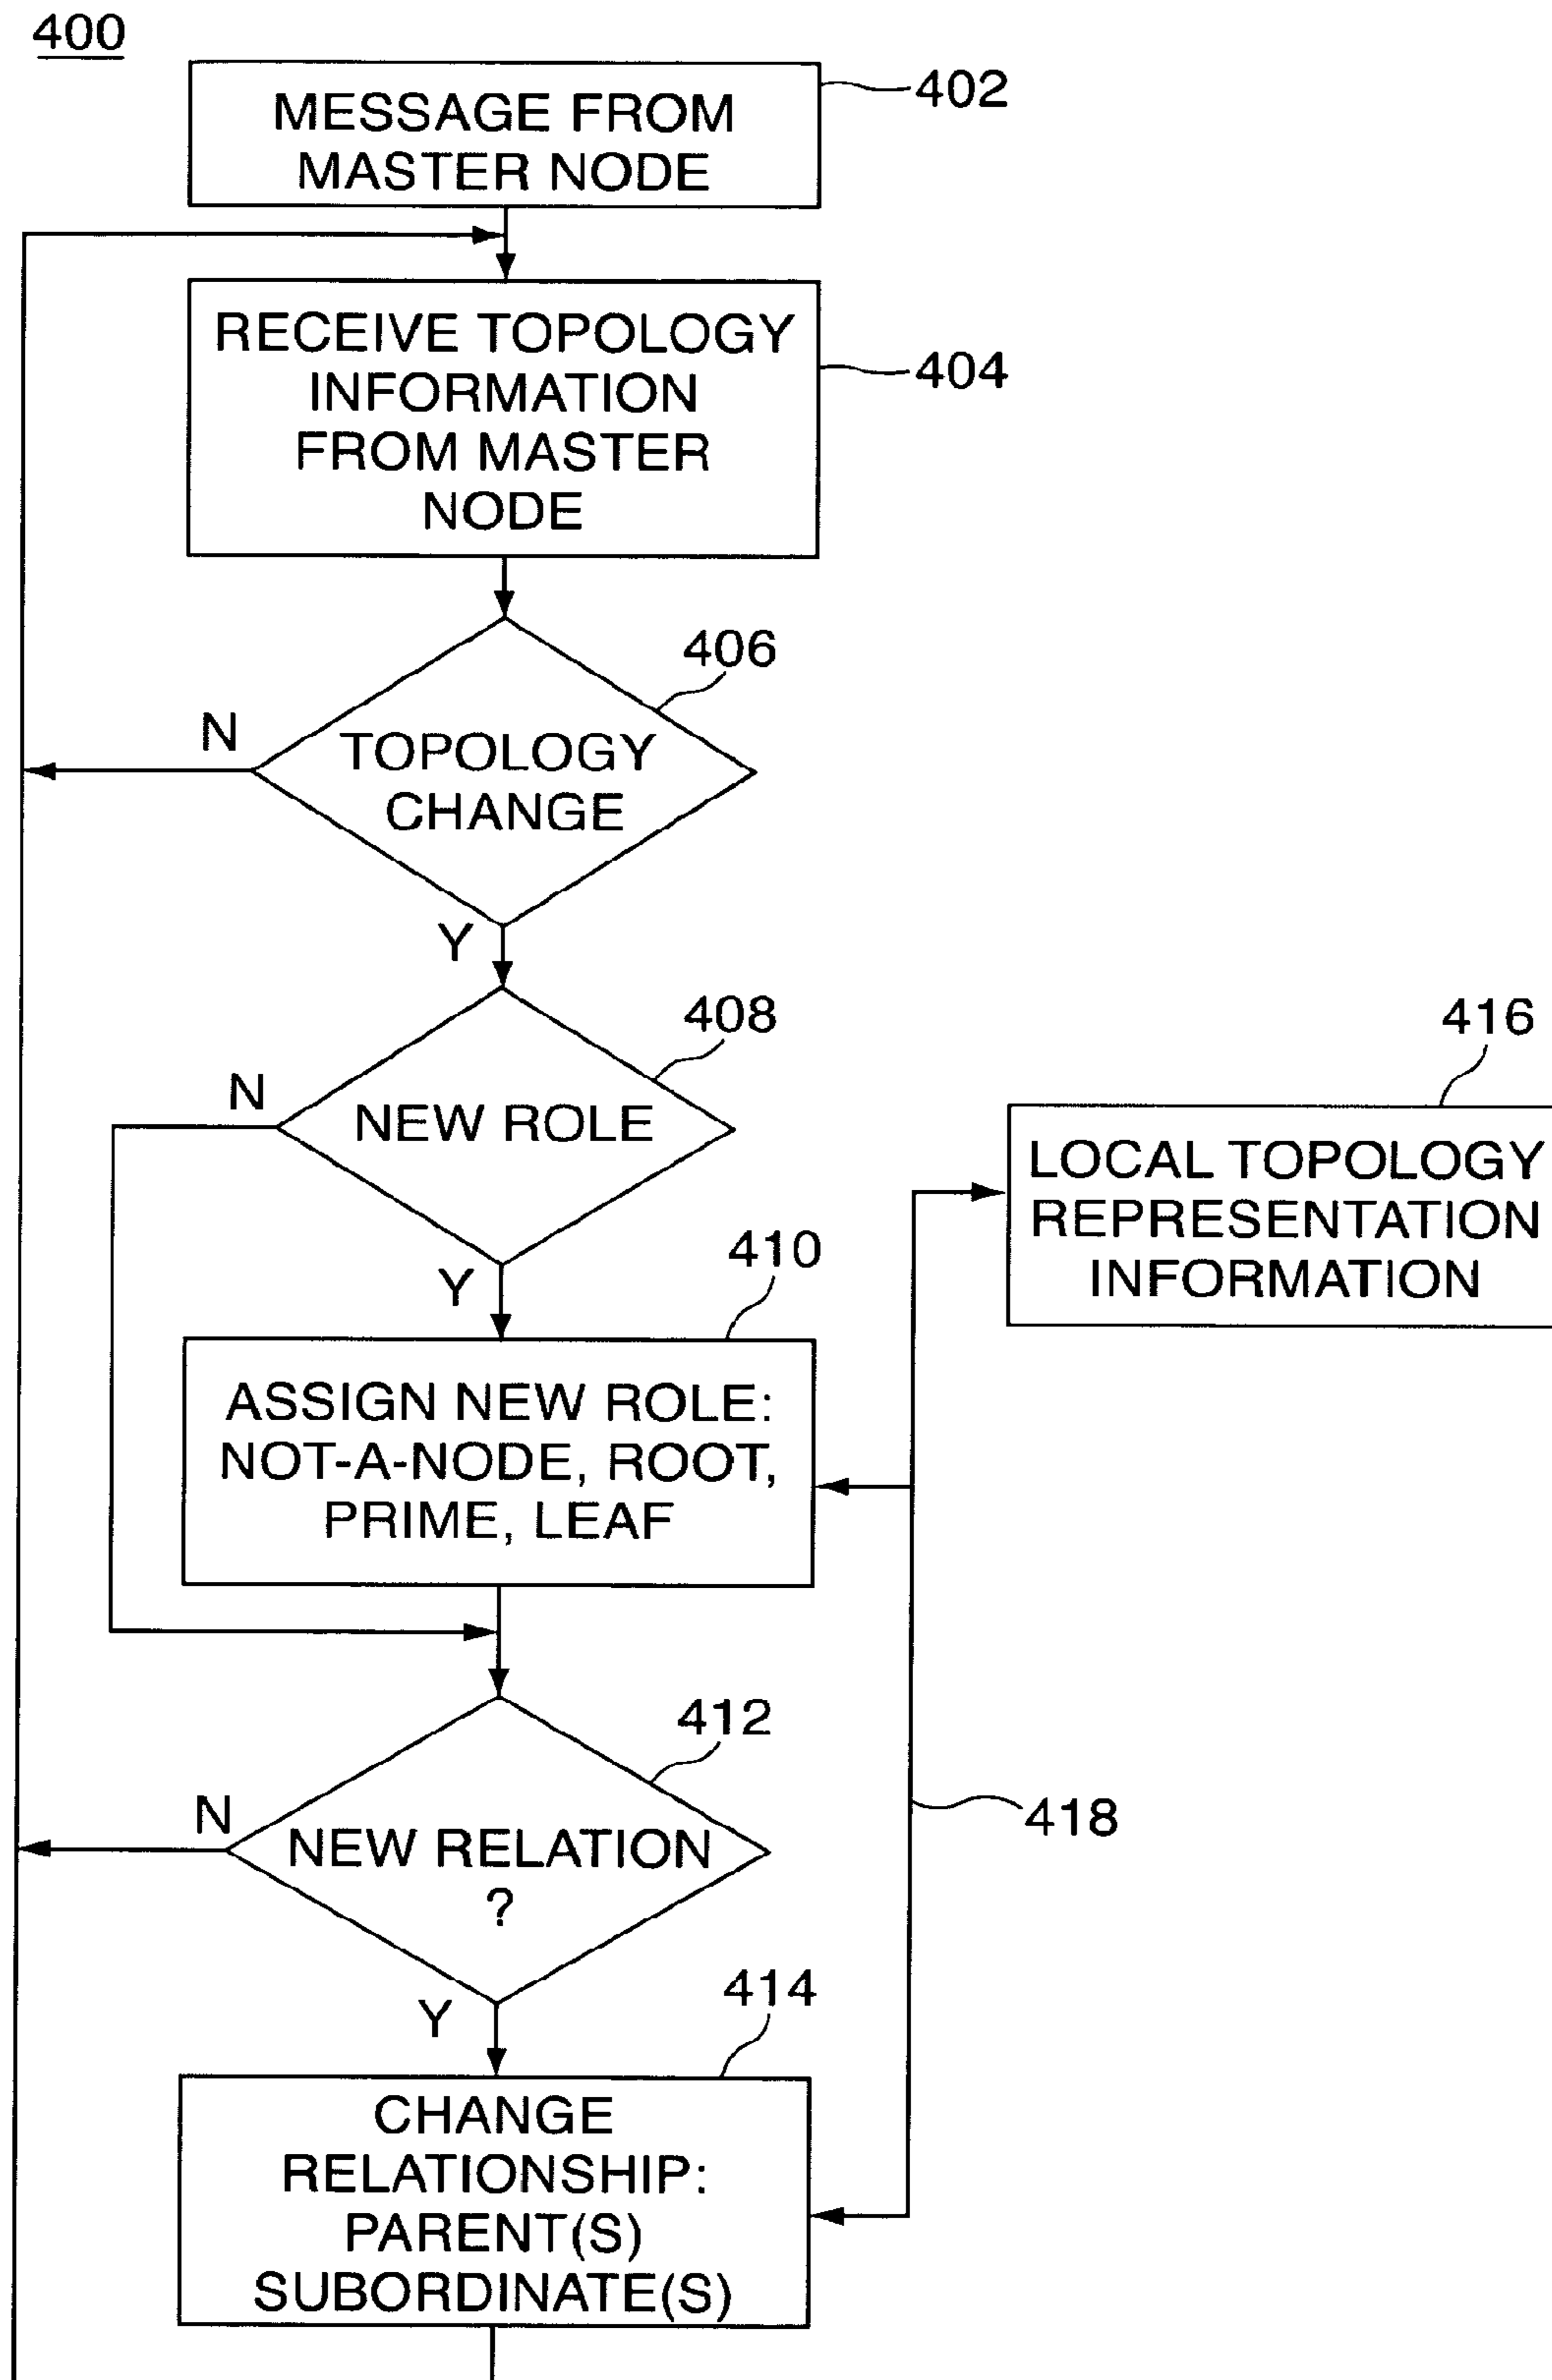 400
MESSAGE FROM
MASTER NODE
402
RECEIVE TOPOLOGY
INFORMATION
FROM MASTER
NODE
404
406
N
TOPOLOGY
CHANGE
Y
408
N
NEW ROLE
416
LOCAL TOPOLOGY
REPRESENTATION
INFORMATION
Y
410
ASSIGN NEW ROLE:
NOT-A-NODE, ROOT,
PRIME, LEAF
412
N
NEW RELATION
?
418
Y
414
CHANGE
RELATIONSHIP:
PARENT(S)
SUBORDINATE(S)